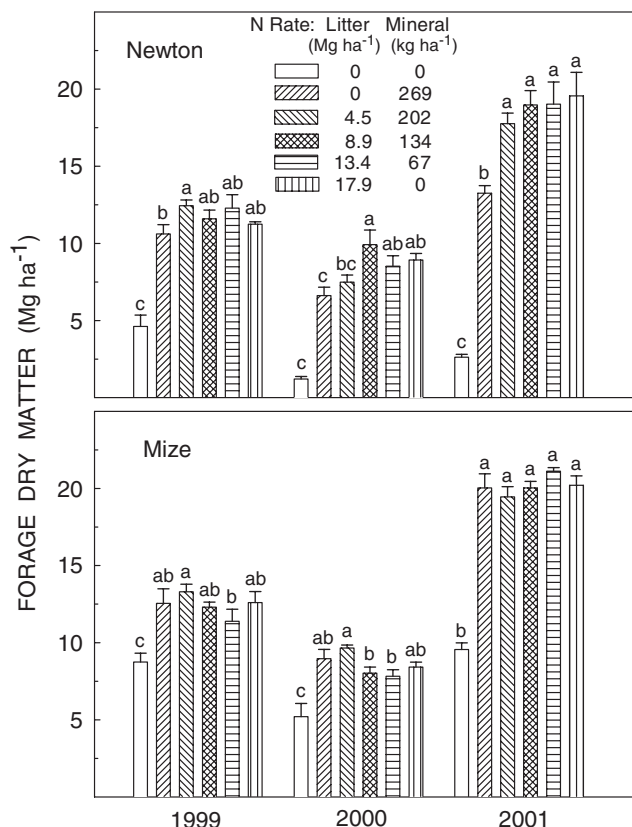 N Rate: Litter Mineral
(Mg ha-1) (kg ha-1)
0 0
0 269
4.5 202
8.9 134
13.4 67
17.9 0
Newton
20
15
10
5
c b a ab ab ab
c c bc a ab ab
c b a a a a
FORAGE DRY MATTER (Mg ha-1)
Mize
20
15
10
5
c ab a ab b ab
c ab a b b ab
b a a a a a
1999 2000 2001